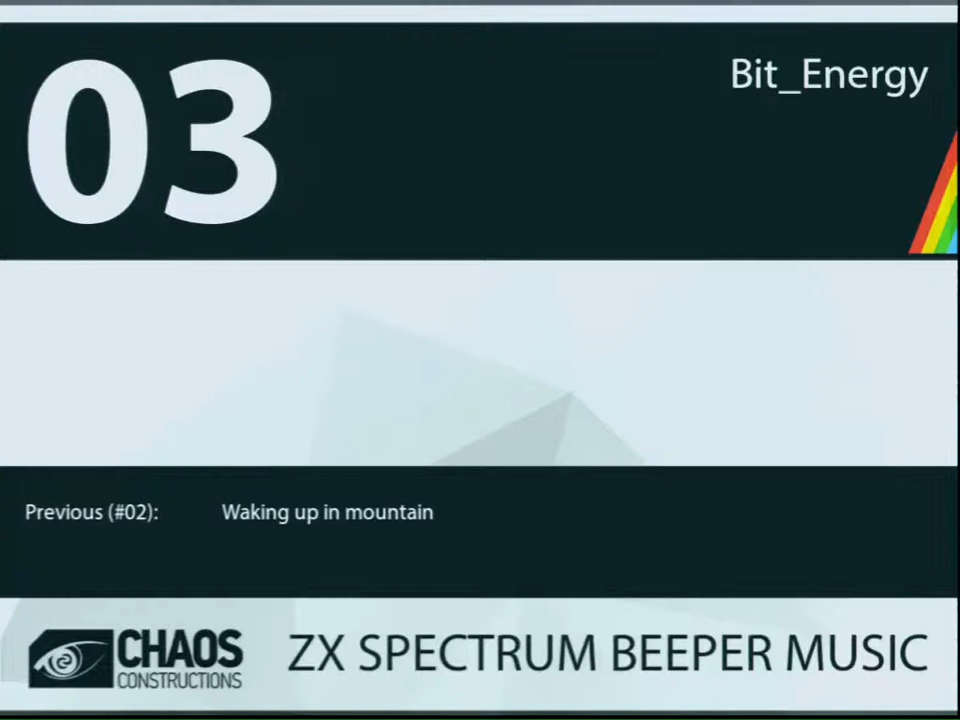 03
Bit_Energy
Previous (#02): Waking up in mountain
CHAOS
CONSTRUCTIONS
ZX SPECTRUM BEEPER MUSIC